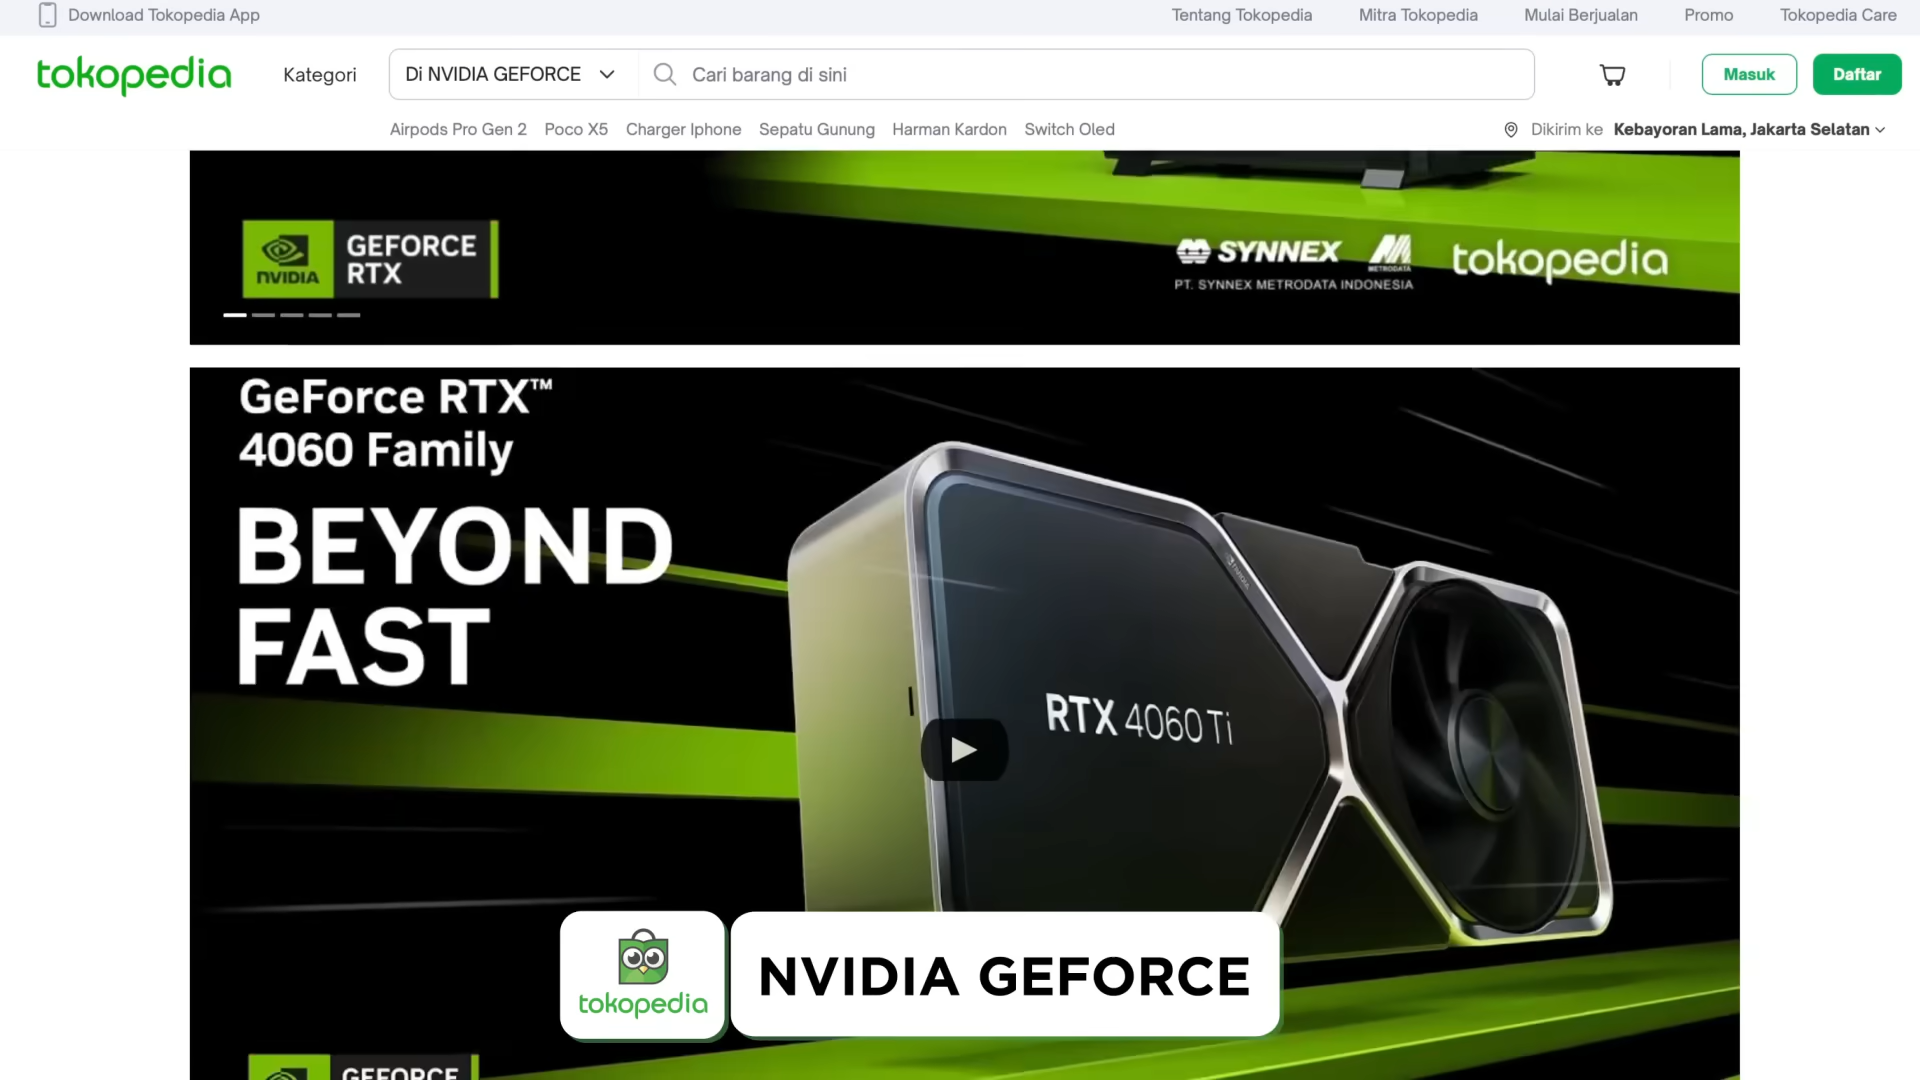 Download Tokopedia App
Tentang Tokopedia
Mitra Tokopedia
Mulai Berjualan
Promo
Tokopedia Care
tokopedia
Kategori
Di NVIDIA GEFORCE
Cari barang di sini
Masuk
Daftar
Airpods Pro Gen 2
Poco X5
Charger Iphone
Sepatu Gunung
Harman Kardon
Switch Oled
Dikirim ke Kebayoran Lama, Jakarta Selatan
NVIDIA
GEFORCE
RTX
SYNNEX
METRODATA
PT. SYNNEX METRODATA INDONESIA
tokopedia
GeForce RTX™
4060 Family
BEYOND
FAST
NVIDIA
RTX 4060 Ti
tokopedia
NVIDIA GEFORCE
GEFORCE